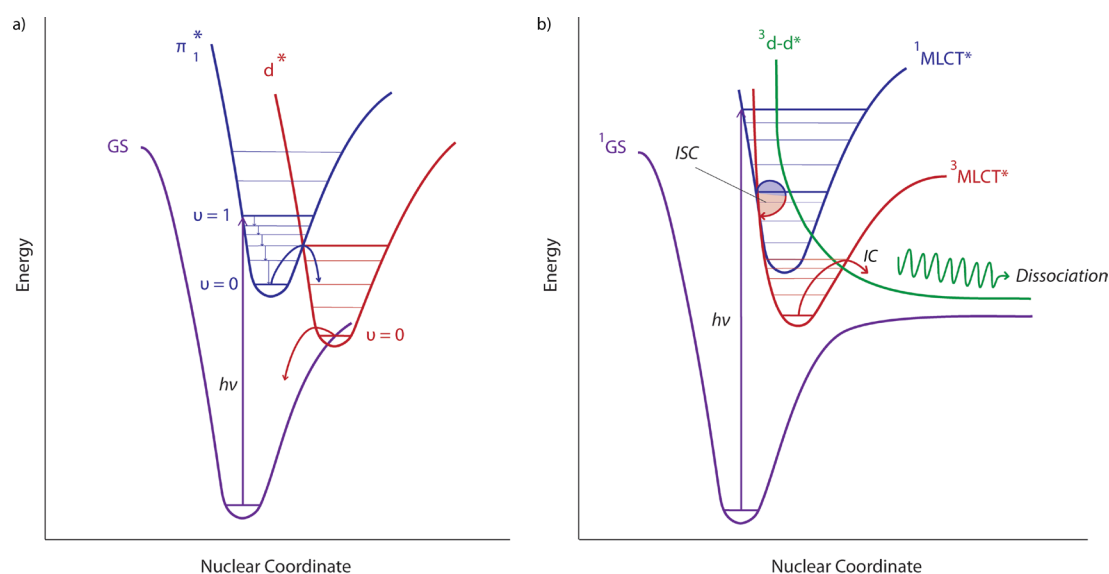 a)
π₁*
d*
GS
υ = 1
υ = 0
υ = 0
hν
Energy
Nuclear Coordinate
b)
³d-d*
¹MLCT*
¹GS
ISC
³MLCT*
IC
Dissociation
hν
Energy
Nuclear Coordinate